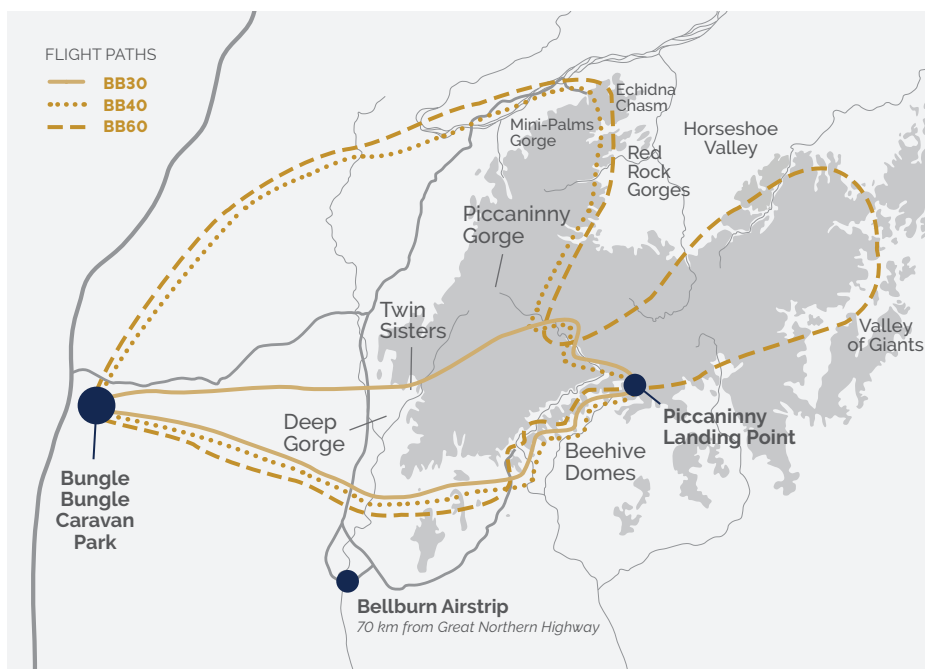 FLIGHT PATHS
BB30
BB40
BB60
Echidna
Chasm
Mini-Palms
Gorge
Horseshoe
Valley
Red
Rock
Gorges
Piccaninny
Gorge
Twin
Sisters
Valley
of Giants
Deep
Gorge
Piccaninny
Landing Point
Beehive
Domes
Bungle
Bungle
Caravan
Park
Bellburn Airstrip
70 km from Great Northern Highway